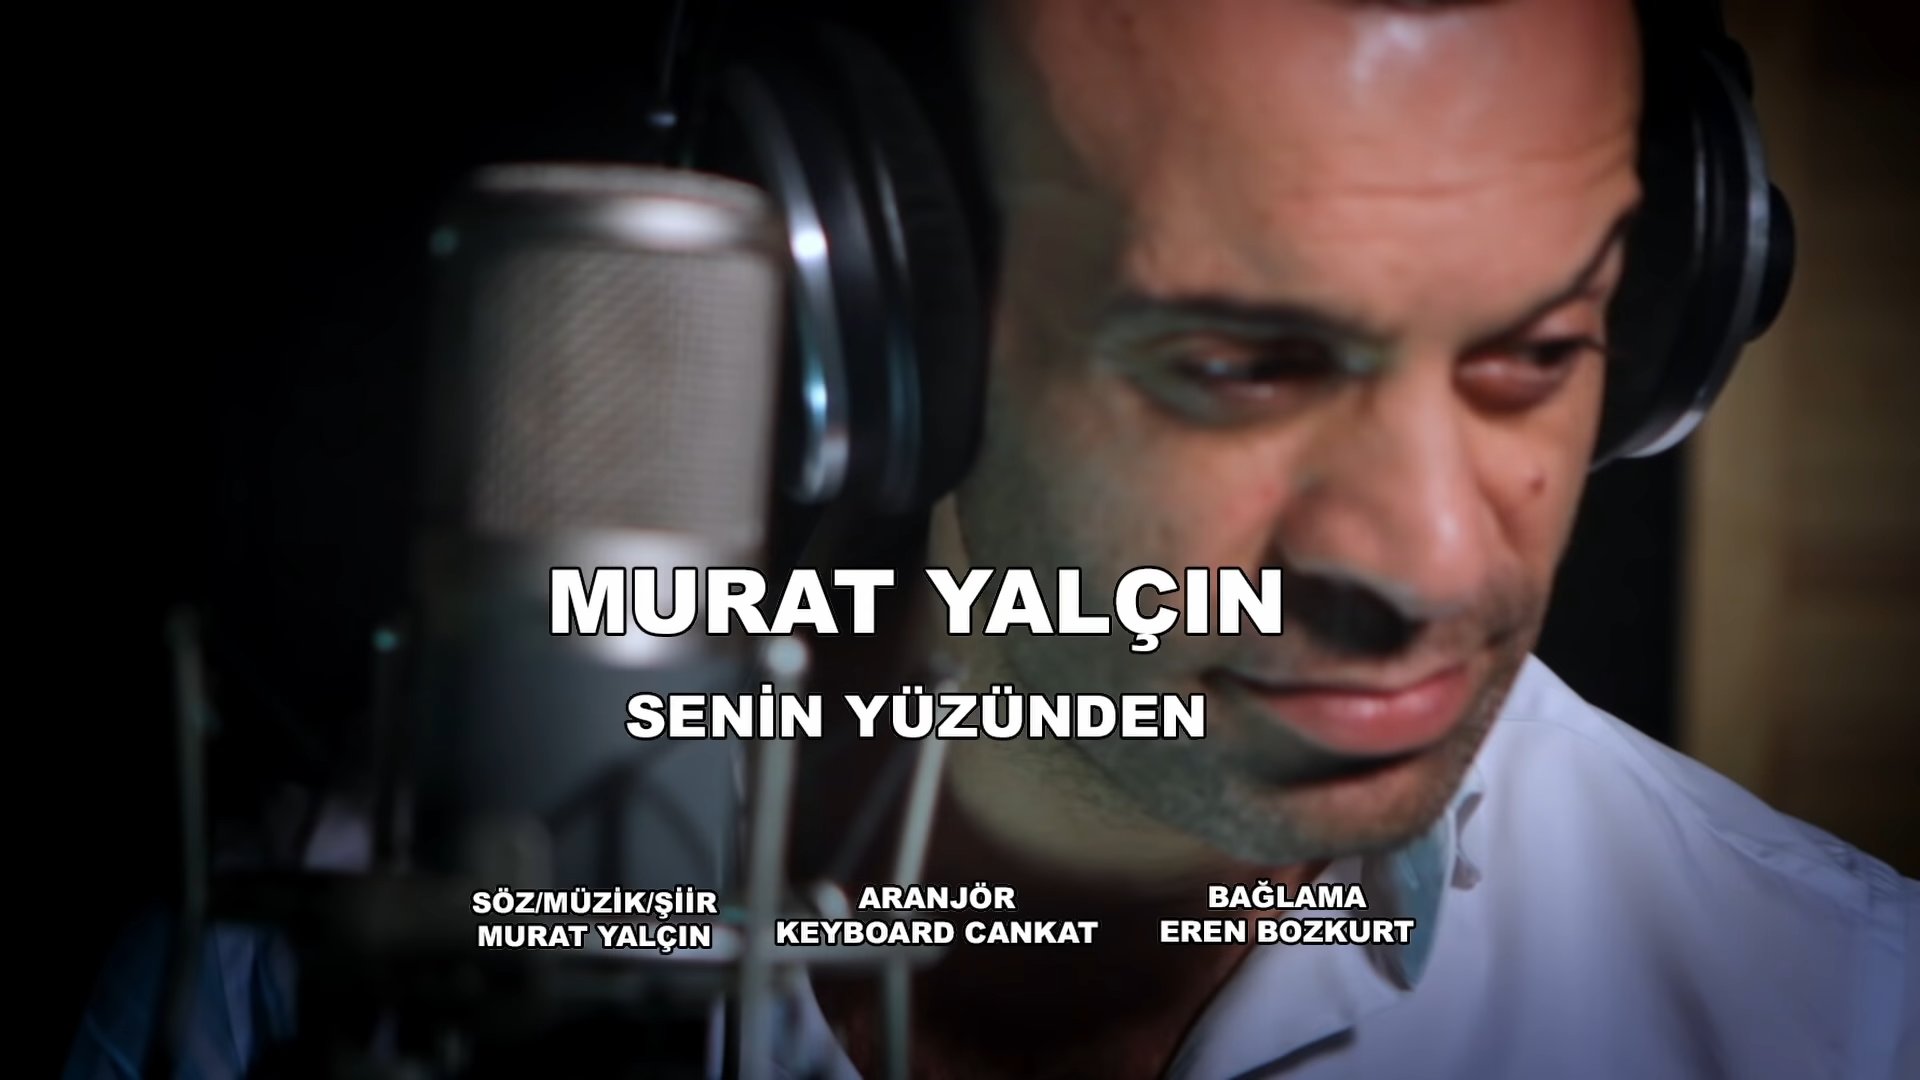 MURAT YALÇIN
SENİN YÜZÜNDEN
SÖZ/MÜZİK/ŞİİR
MURAT YALÇIN
ARANJÖR
KEYBOARD CANKAT
BAĞLAMA
EREN BOZKURT